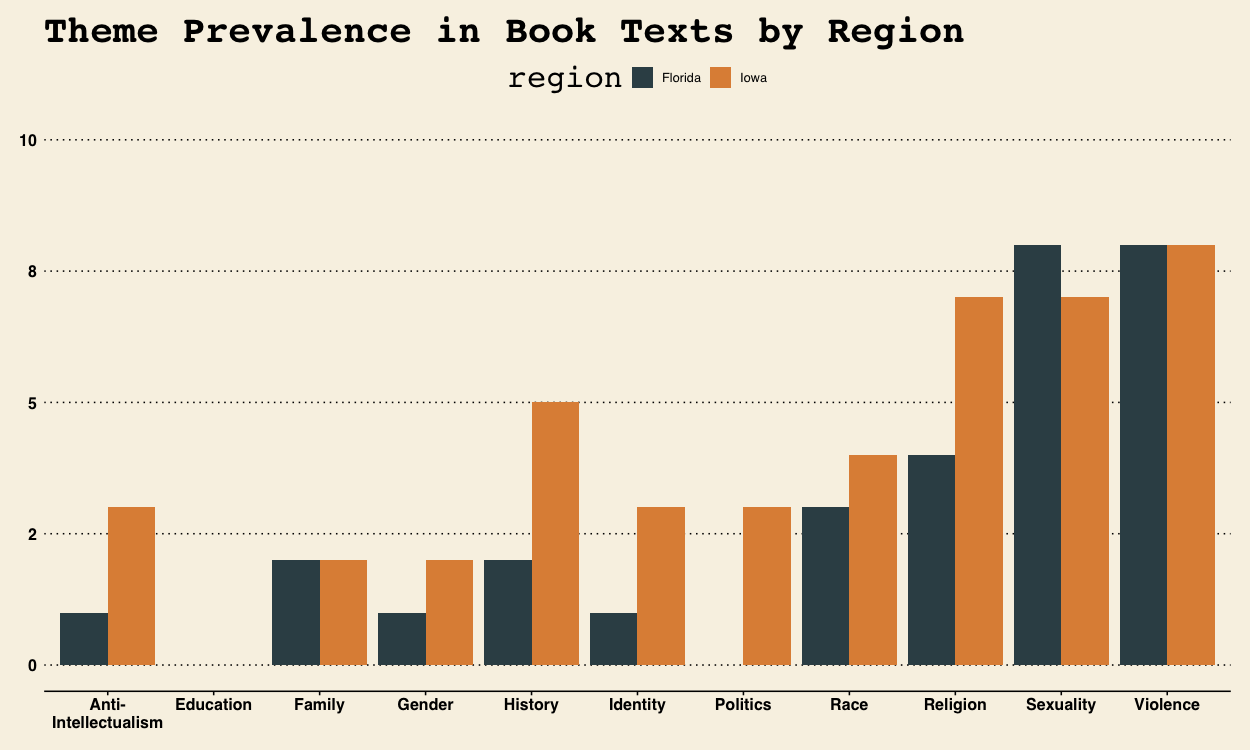 Theme Prevalence in Book Texts by Region
region Florida Iowa
10
8
5
2
0
Anti-
Intellectualism
Education
Family
Gender
History
Identity
Politics
Race
Religion
Sexuality
Violence